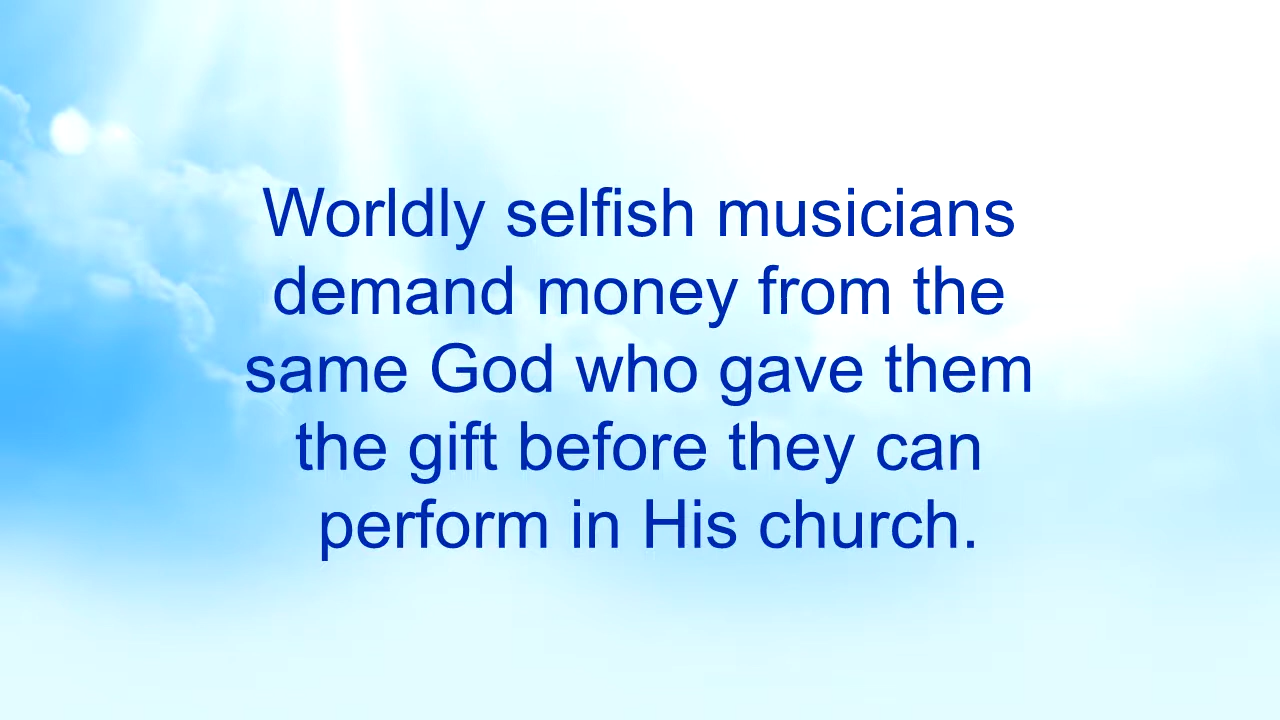 Worldly selfish musicians
demand money from the
same God who gave them
the gift before they can
perform in His church.